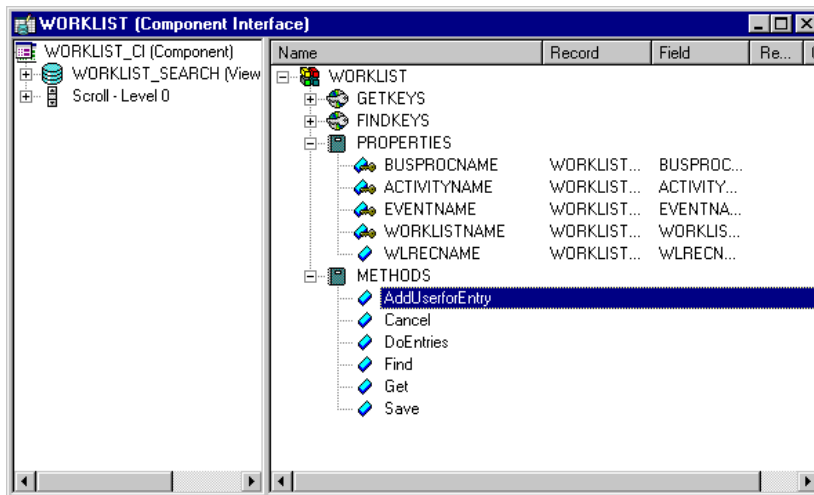 WORKLIST (Component Interface)
WORKLIST_CI (Component)
WORKLIST_SEARCH (View
Scroll - Level 0
Name Record Field Re...
WORKLIST
GETKEYS
FINDKEYS
PROPERTIES
BUSPROCNAME WORKLIST... BUSPROC...
ACTIVITYNAME WORKLIST... ACTIVITY...
EVENTNAME WORKLIST... EVENTNA...
WORKLISTNAME WORKLIST... WORKLIS...
WLRECNAME WORKLIST... WLRECN...
METHODS
AddUserforEntry
Cancel
DoEntries
Find
Get
Save